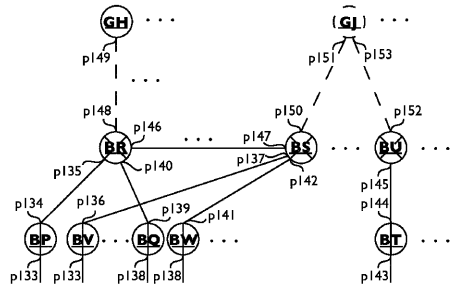 GH . . .
GJ . . .
p149
p151
p153
. . .
p148
p146
p150
p152
. . .
p147
BR
BS
. . .
BU
. . .
p135
p140
p137
p142
p145
p134
p136
p139
p141
p144
BP
BV
. . .
BQ
BW
. . .
BT
. . .
p133
p133
p138
p138
p143